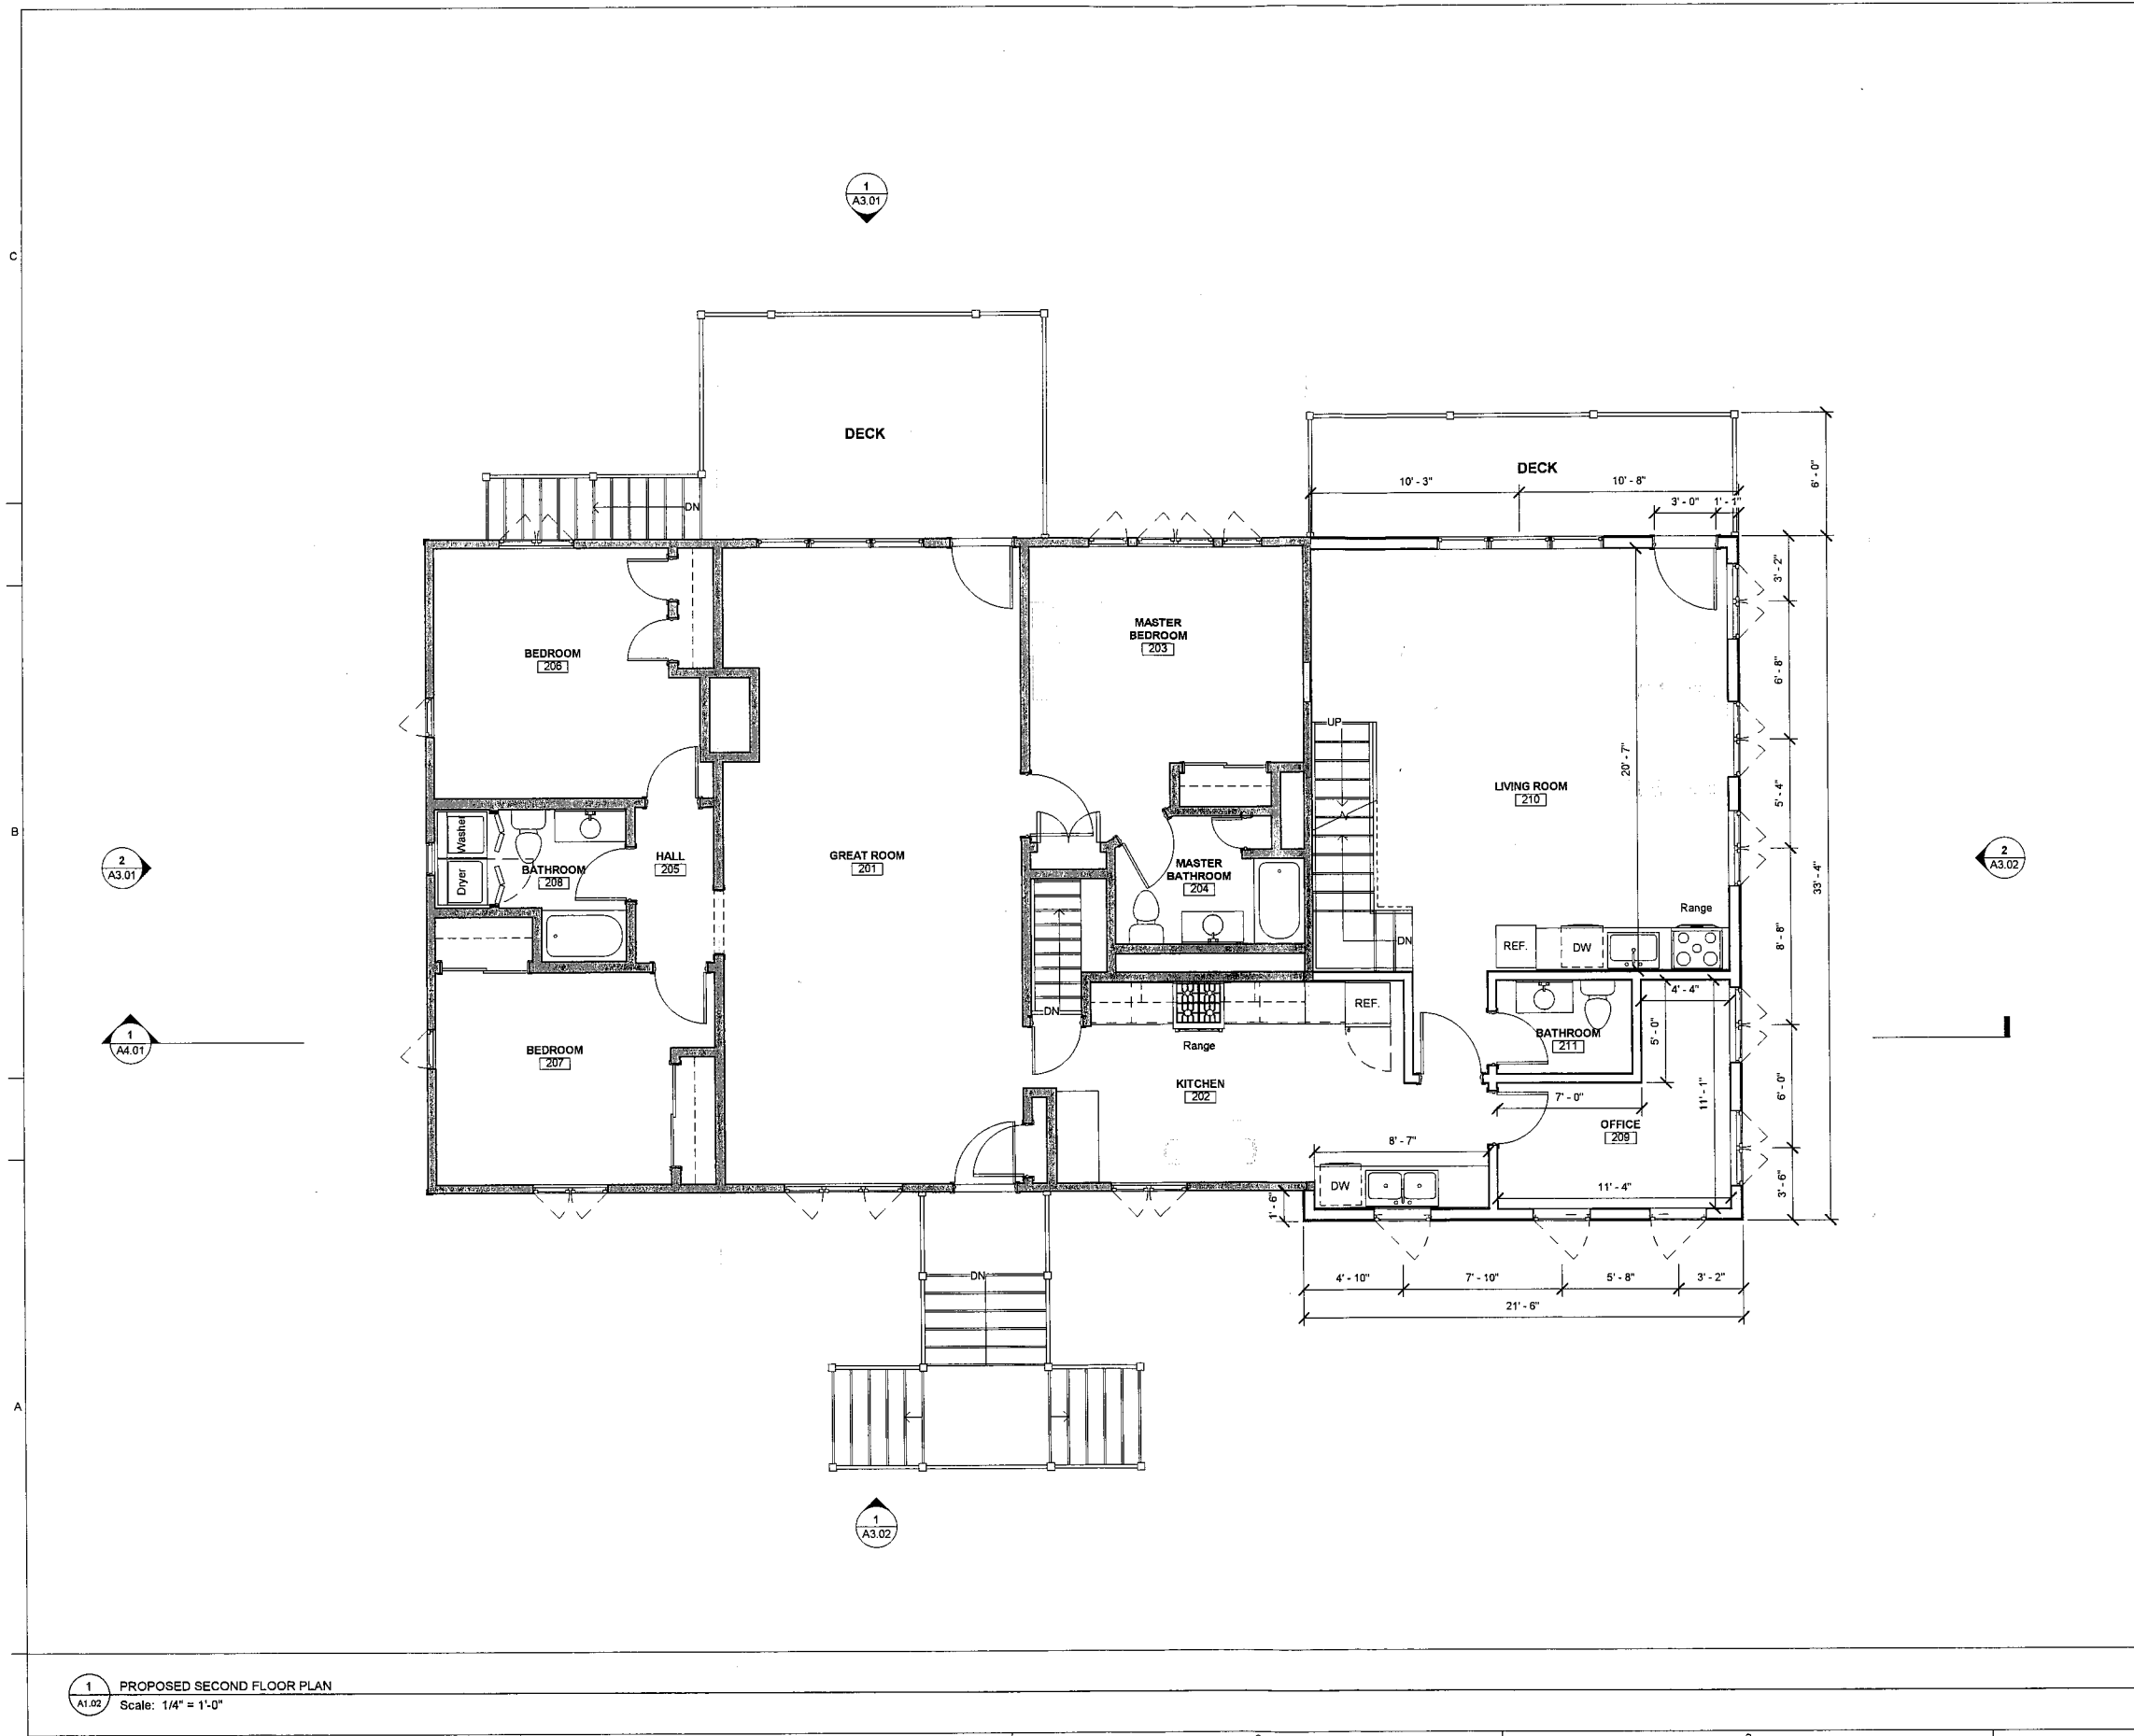 1
A3.01
C
DECK
DECK
10' - 3"
10' - 8"
3' - 0"
1' - 1"
6' - 0"
DN
3' - 2"
BEDROOM
206
MASTER
BEDROOM
203
6' - 8"
UP
20' - 7"
LIVING ROOM
210
5' - 4"
B
Washer
Dryer
BATHROOM
208
HALL
205
GREAT ROOM
201
MASTER
BATHROOM
204
2
A3.01
2
A3.02
33' - 4"
Range
REF.
DW
DN
8' - 8"
4' - 4"
REF.
DN
1
A4.01
BEDROOM
207
Range
BATHROOM
211
5' - 0"
KITCHEN
202
11' - 1"
7' - 0"
6' - 0"
OFFICE
209
8' - 7"
DW
11' - 4"
3' - 6"
1' - 6"
DN
4' - 10"
7' - 10"
5' - 8"
3' - 2"
21' - 6"
A
1
A3.02
1
A1.02
PROPOSED SECOND FLOOR PLAN
Scale: 1/4" = 1'-0"